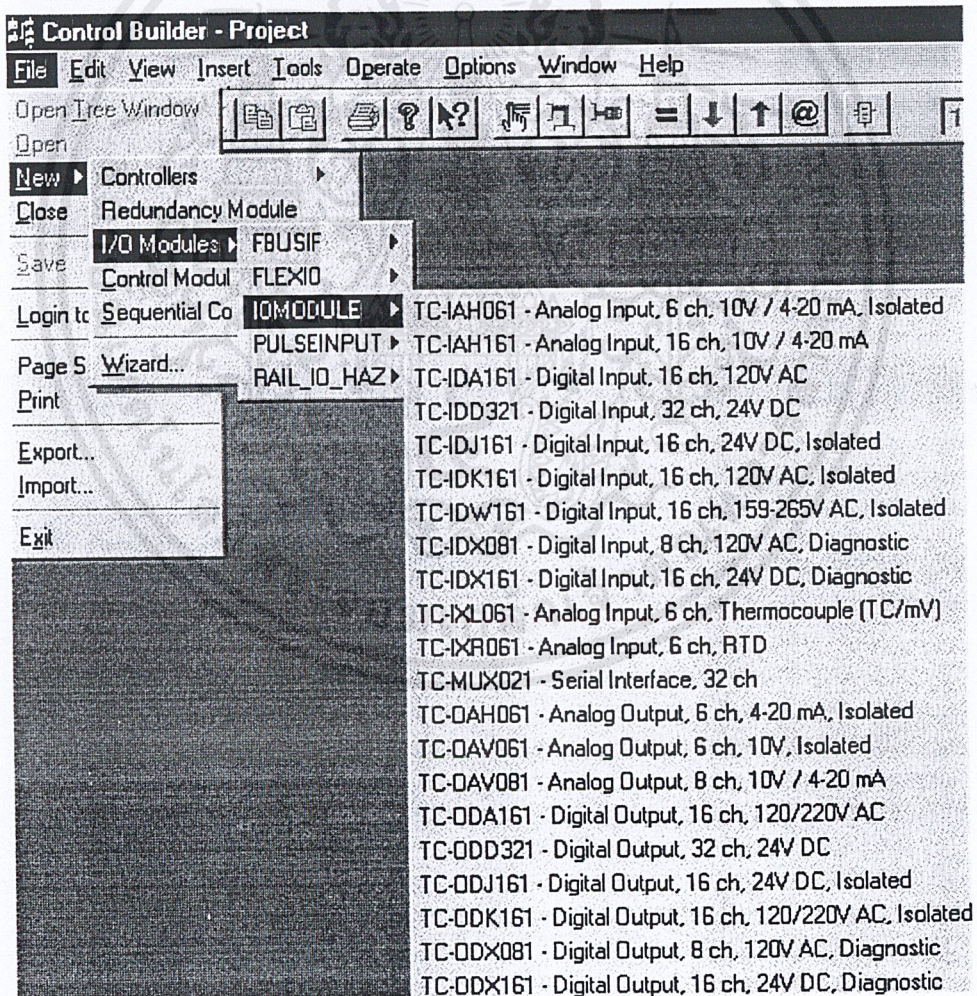 Control Builder - Project
File Edit View Insert Tools Operate Options Window Help
Open Tree Window
Open
New
Close
Save
Login tc
Page S
Print
Export...
Import...
Exit
Controllers
Redundancy Module
I/O Modules
Control Modul
Sequential Co
Wizard...
FBUSIF
FLEXIO
IOMODULE
PULSEINPUT
RAIL_IO_HAZ
TC-IAH061 - Analog Input, 6 ch, 10V / 4-20 mA, Isolated
TC-IAH161 - Analog Input, 16 ch, 10V / 4-20 mA
TC-IDA161 - Digital Input, 16 ch, 120V AC
TC-IDD321 - Digital Input, 32 ch, 24V DC
TC-IDJ161 - Digital Input, 16 ch, 24V DC, Isolated
TC-IDK161 - Digital Input, 16 ch, 120V AC, Isolated
TC-IDW161 - Digital Input, 16 ch, 159-265V AC, Isolated
TC-IDX081 - Digital Input, 8 ch, 120V AC, Diagnostic
TC-IDX161 - Digital Input, 16 ch, 24V DC, Diagnostic
TC-IXL061 - Analog Input, 6 ch, Thermocouple (TC/mV)
TC-IXR061 - Analog Input, 6 ch, RTD
TC-MUX021 - Serial Interface, 32 ch
TC-OAH061 - Analog Output, 6 ch, 4-20 mA, Isolated
TC-OAV061 - Analog Output, 6 ch, 10V, Isolated
TC-OAV081 - Analog Output, 8 ch, 10V / 4-20 mA
TC-ODA161 - Digital Output, 16 ch, 120/220V AC
TC-ODD321 - Digital Output, 32 ch, 24V DC
TC-ODJ161 - Digital Output, 16 ch, 24V DC, Isolated
TC-ODK161 - Digital Output, 16 ch, 120/220V AC, Isolated
TC-ODX081 - Digital Output, 8 ch, 120V AC, Diagnostic
TC-ODX161 - Digital Output, 16 ch, 24V DC, Diagnostic